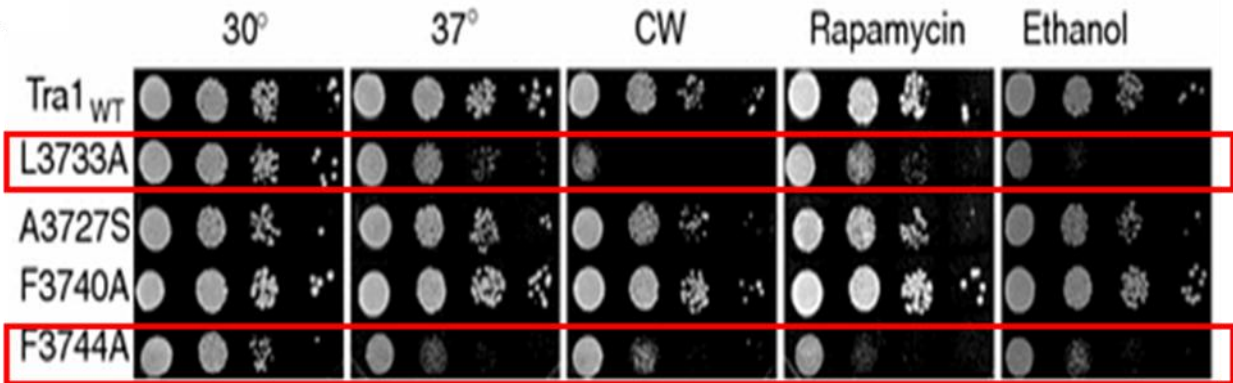 30° 37° CW Rapamycin Ethanol
Tra1WT
L3733A
A3727S
F3740A
F3744A